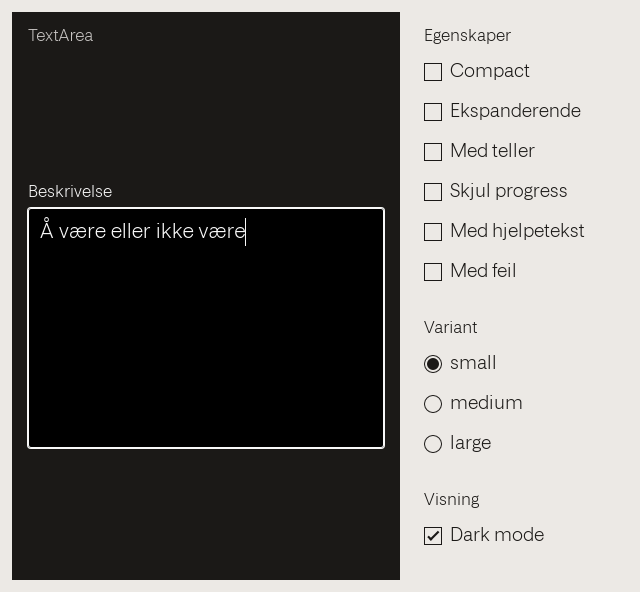 TextArea
Beskrivelse
Å være eller ikke være
Egenskaper
Compact
Ekspanderende
Med teller
Skjul progress
Med hjelpetekst
Med feil
Variant
small
medium
large
Visning
Dark mode